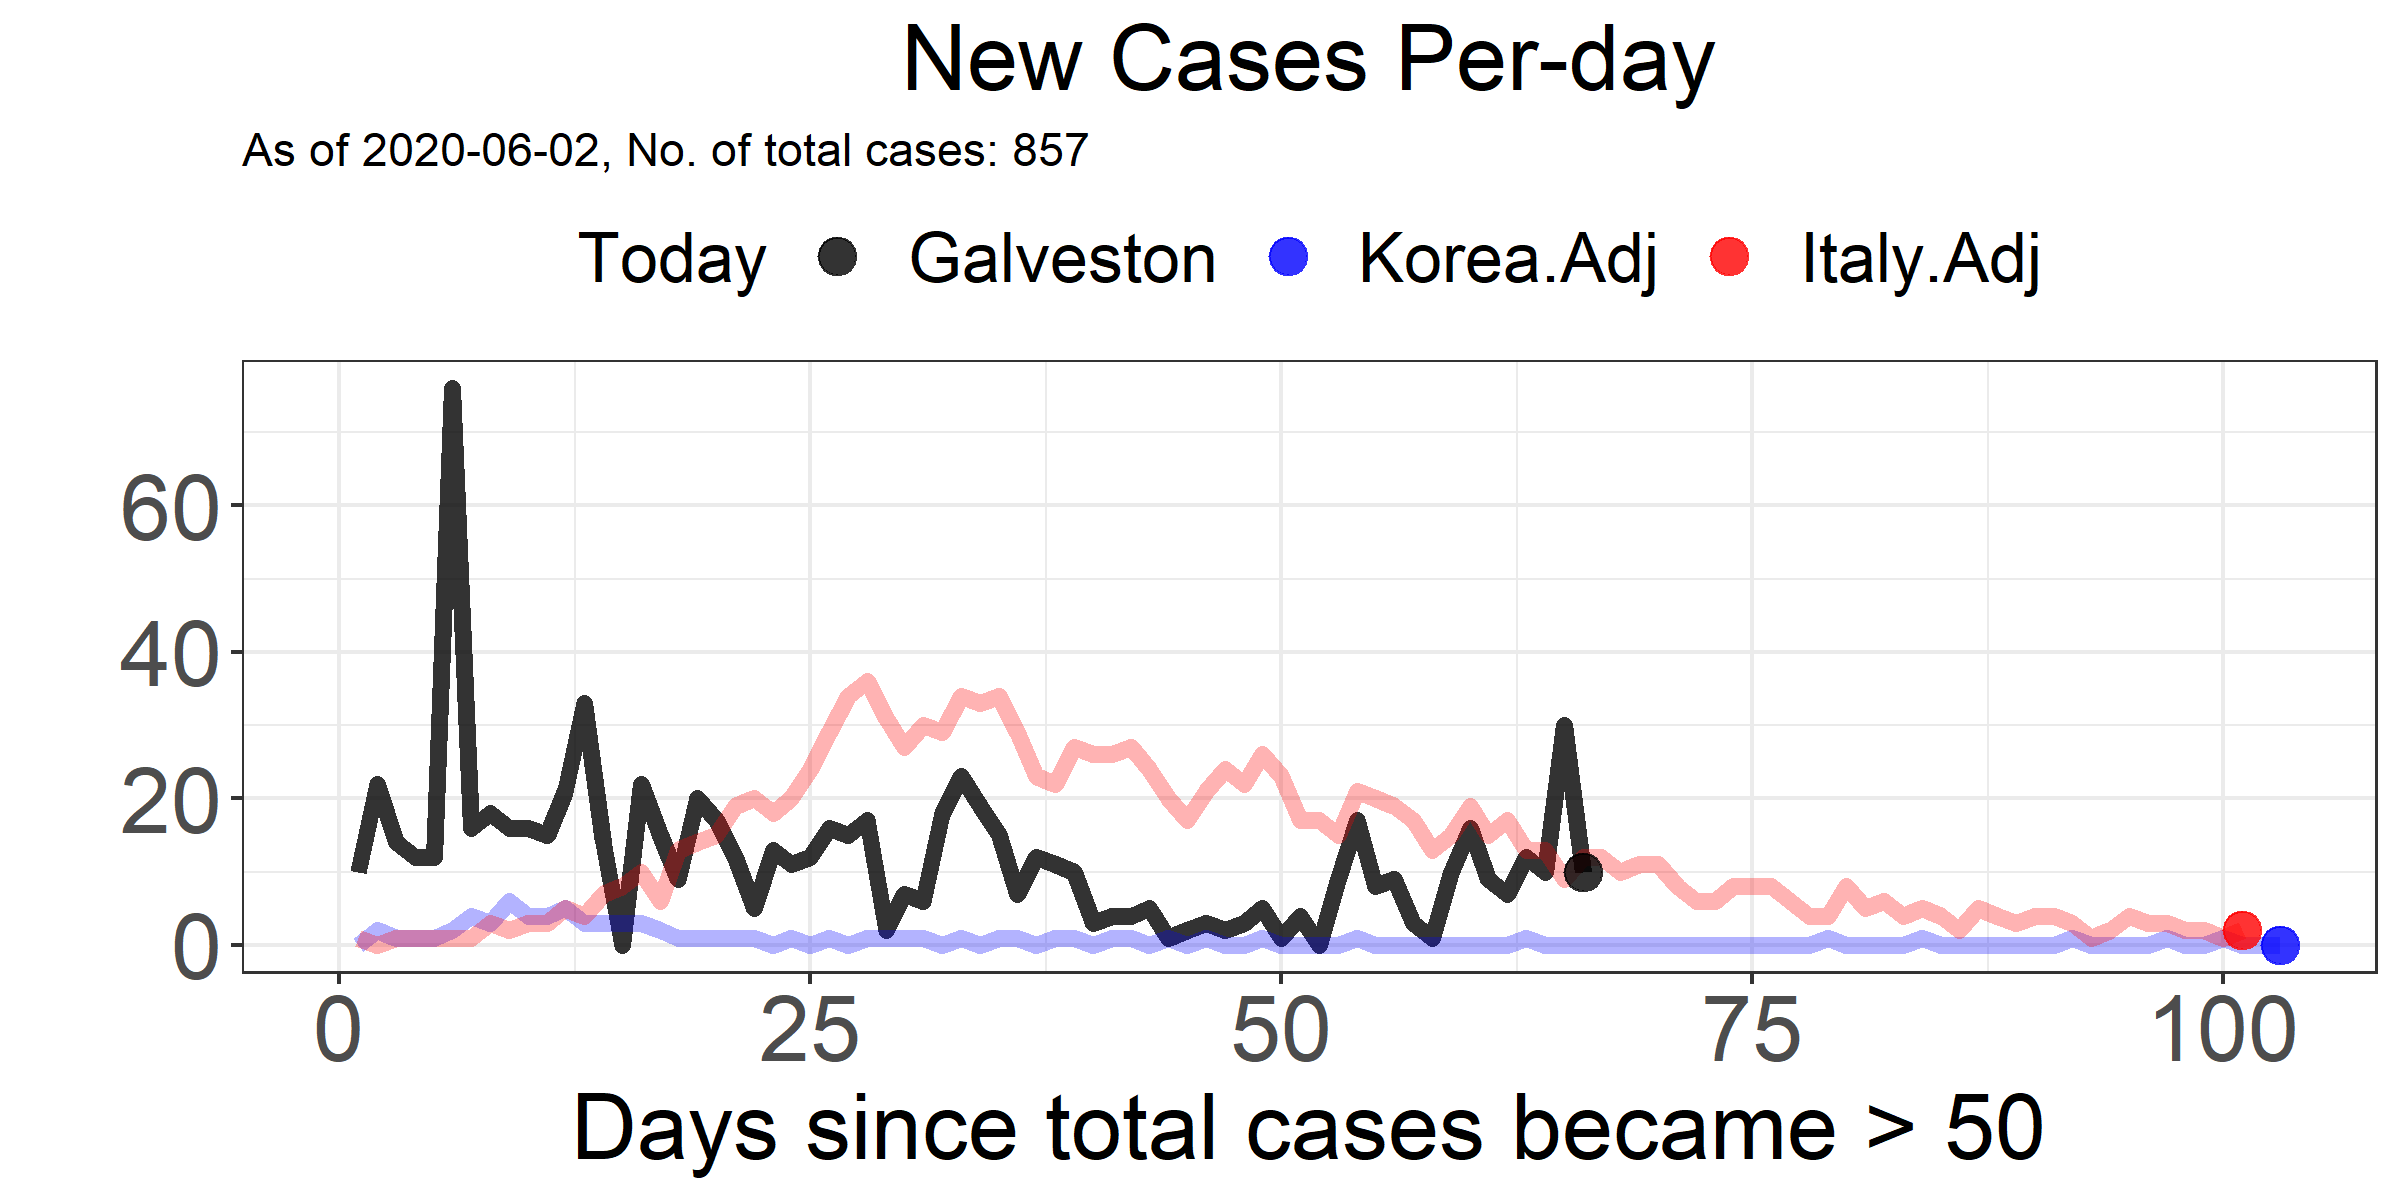 New Cases Per-day
As of 2020-06-02, No. of total cases: 857
Today Galveston Korea.Adj Italy.Adj
60
40
20
0
0 25 50 75 100
Days since total cases became > 50